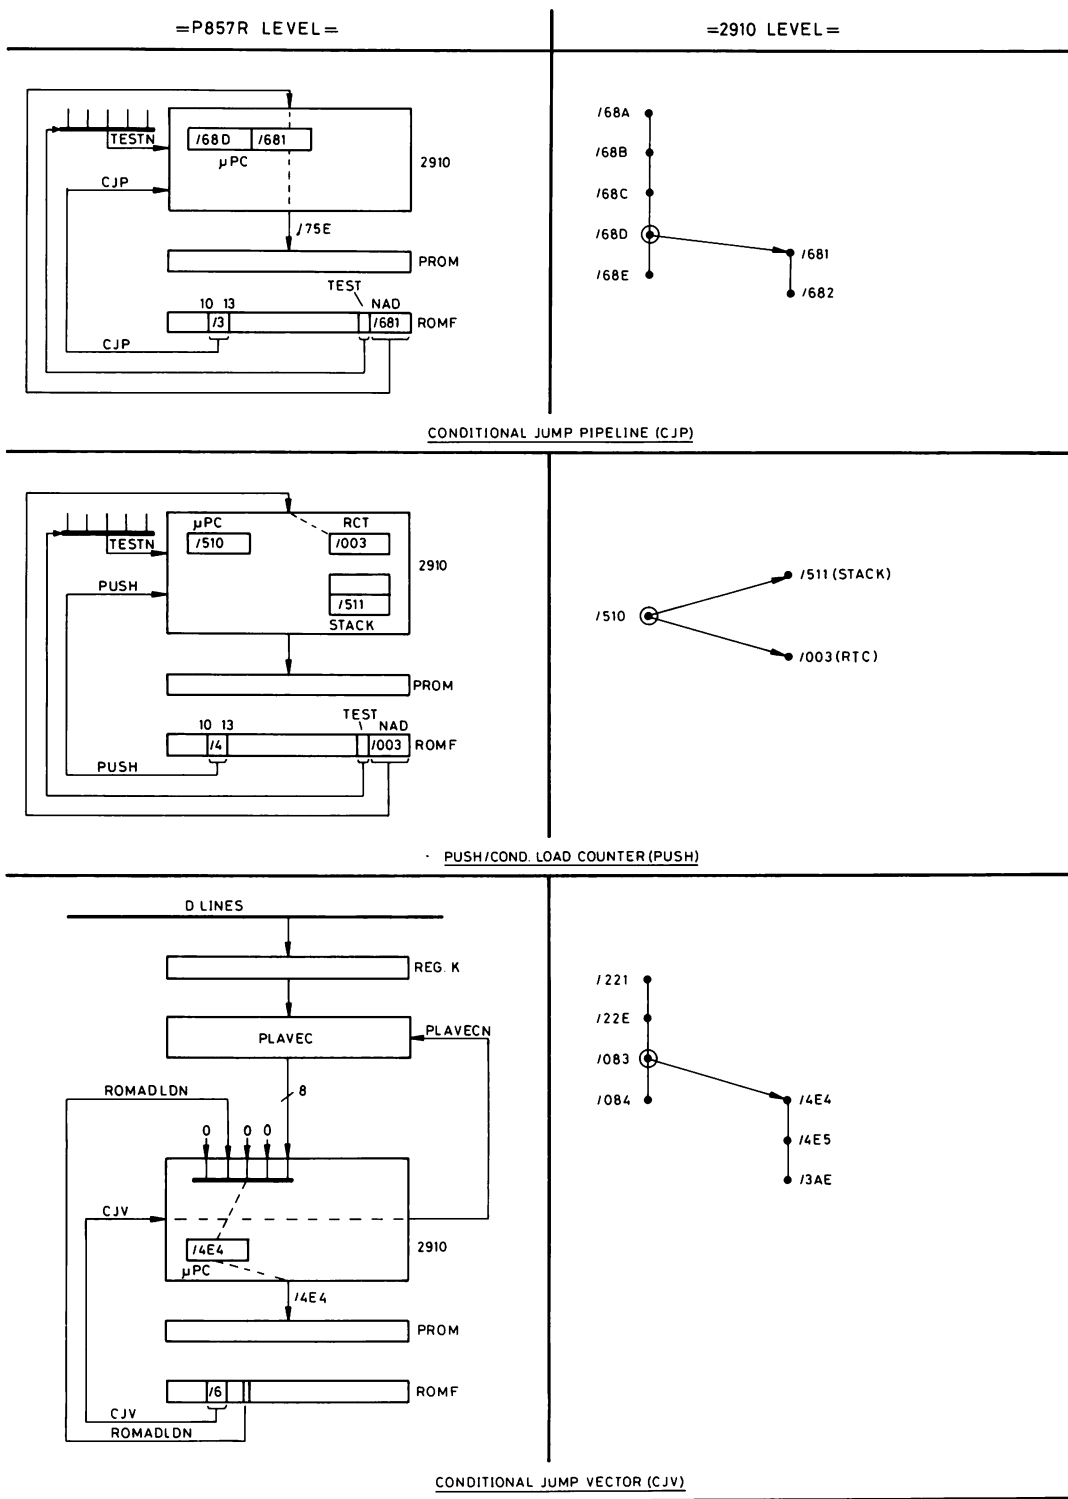 =P857R LEVEL=
=2910 LEVEL=
TESTN
/68D /681
µPC
2910
CJP
/75E
PROM
TEST
10 13
NAD
/3
/681
ROMF
CJP
/68A
/68B
/68C
/68D
/68E
/681
/682
CONDITIONAL JUMP PIPELINE (CJP)
µPC
RCT
/510
/003
TESTN
2910
PUSH
/511
STACK
PROM
TEST
10 13
NAD
/4
/003
ROMF
PUSH
/510
/511 (STACK)
/003 (RTC)
PUSH/COND. LOAD COUNTER (PUSH)
D LINES
REG. K
PLAVEC
PLAVECN
ROMADLDN
8
0 0 0
CJV
/4E4
2910
µPC
/4E4
PROM
/6
ROMF
CJV
ROMADLDN
/221
/22E
/083
/084
/4E4
/4E5
/3AE
CONDITIONAL JUMP VECTOR (CJV)